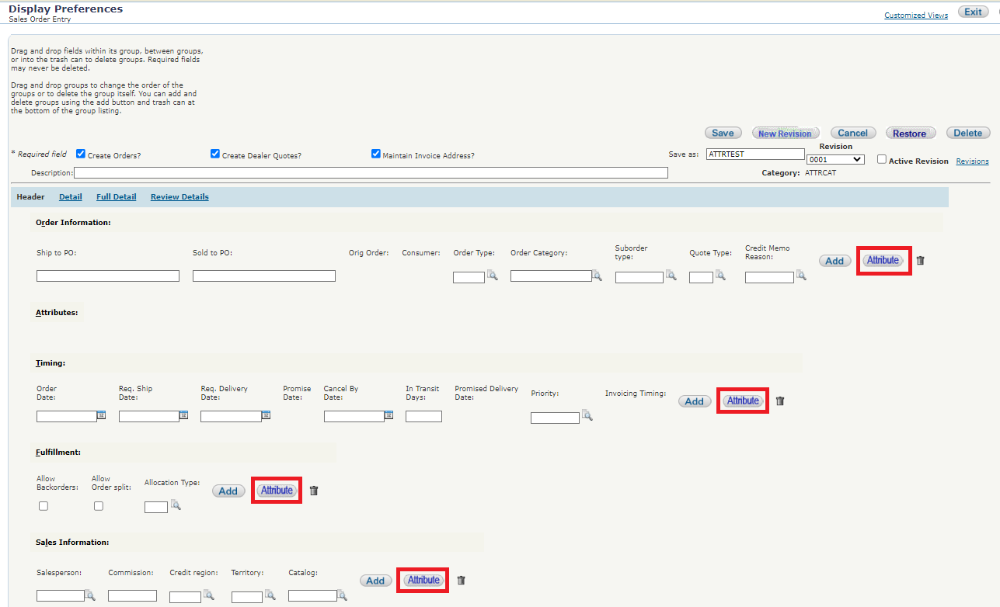 Display Preferences
Sales Order Entry
Customized Views Exit
Drag and drop fields within its group, between groups,
or into the trash can to delete groups. Required fields
may never be deleted.
Drag and drop groups to change the order of the
groups or to delete the group itself. You can add and
delete groups using the add button and trash can at
the bottom of the group listing.
Save New Revision Cancel Restore Delete
* Required field Create Orders? Create Dealer Quotes? Maintain Invoice Address? Save as: ATTRTEST Revision
0001 Active Revision Revisions
Description: Category: ATTRCAT
Header Detail Full Detail Review Details
Order Information:
Ship to PO: Sold to PO: Orig Order: Consumer: Order Type: Order Category: Suborder
type: Quote Type: Credit Memo
Reason: Add Attribute
Attributes:
Timing:
Order
Date: Req. Ship
Date: Req. Delivery
Date: Promise
Date: Cancel By
Date: In Transit
Days: Promised Delivery
Date: Priority: Invoicing Timing: Add Attribute
Fulfillment:
Allow
Backorders: Allow
Order split: Allocation Type: Add Attribute
Sales Information:
Salesperson: Commission: Credit region: Territory: Catalog: Add Attribute